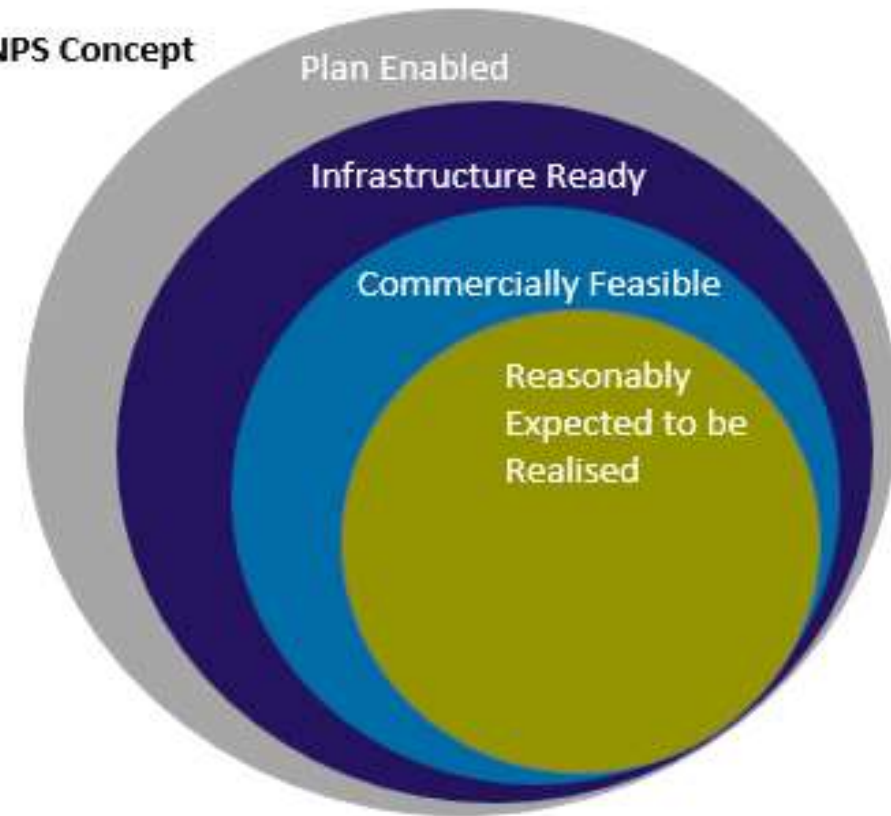 NPS Concept
Plan Enabled
Infrastructure Ready
Commercially Feasible
Reasonably
Expected to be
Realised